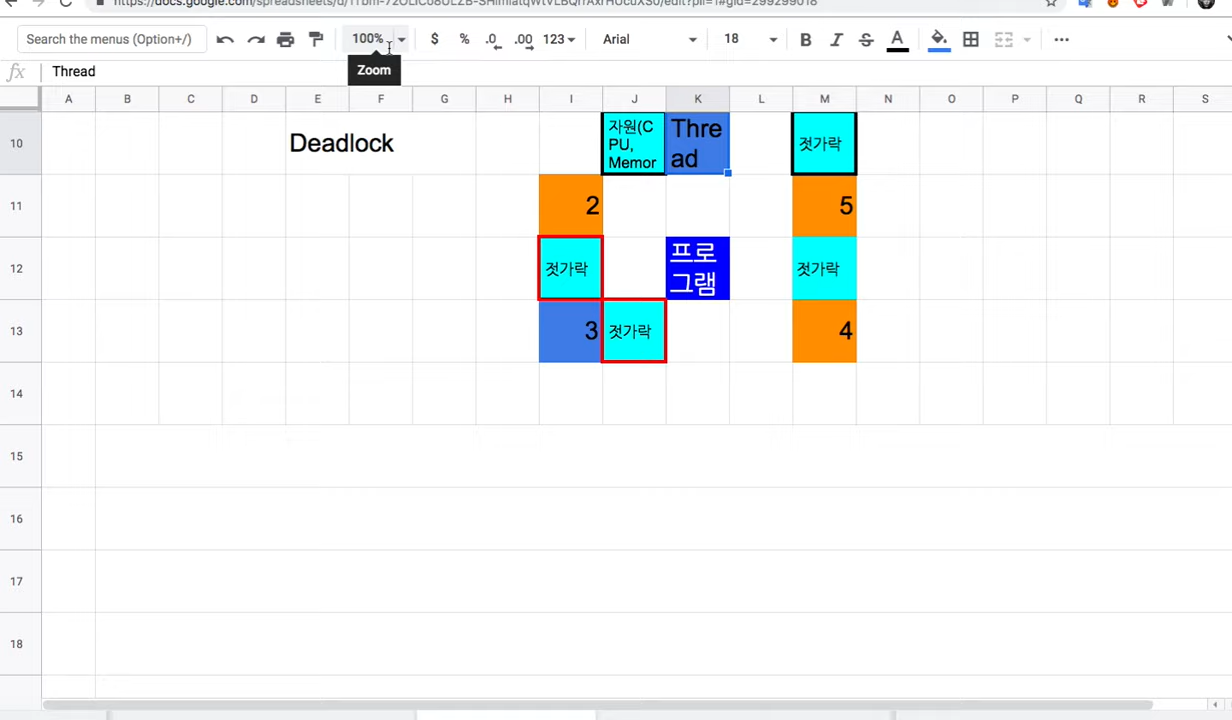 Search the menus (Option+/)
100%
$ % .0 .00 123
Arial
18
B I S A
Zoom
fx Thread
A B C D E F G H I J K L M N O P Q R S
10 Deadlock 자원(C
PU,
Memor Thre
ad 젓가락
11 2 5
12 젓가락 프로
그램 젓가락
13 3 젓가락 4
14
15
16
17
18